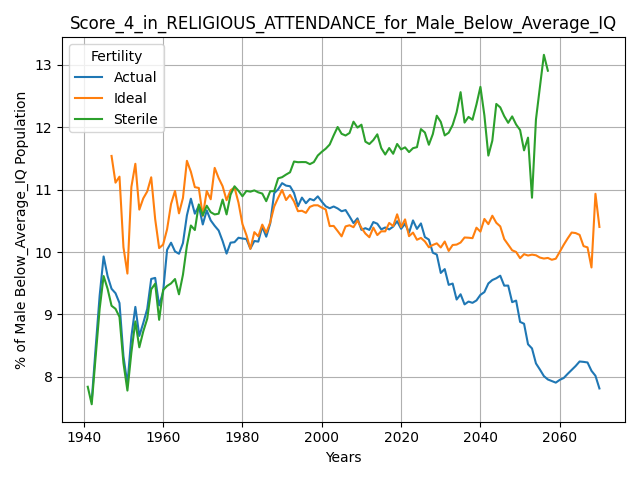 Score_4_in_RELIGIOUS_ATTENDANCE_for_Male_Below_Average_IQ
Fertility
Actual
Ideal
Sterile
% of Male Below_Average_IQ Population
13
12
11
10
9
8
1940
1960
1980
2000
2020
2040
2060
Years